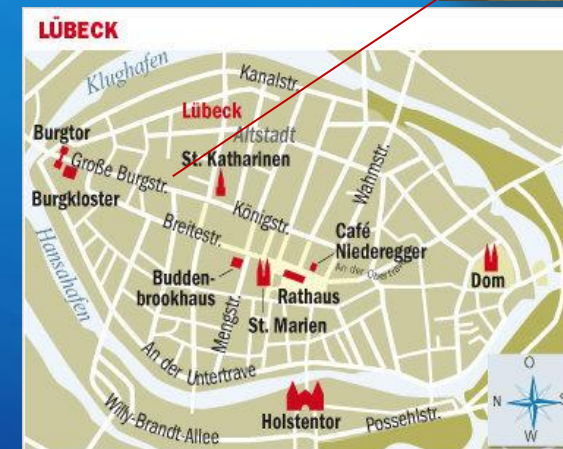 LÜBECK
Klughafen
Kanalstr.
Lübeck
Altstadt
Burgtor
St. Katharinen
Wahmstr.
Große Burgstr.
Burgkloster
Königstr.
Breitestr.
Café
Niederegger
An der Obertrave
Hansahafen
Budden-
brookhaus
Rathaus
Dom
Mengstr.
St. Marien
An der Untertrave
O
N
S
W
Holstentor
Possehlstr.
Willy-Brandt-Allee